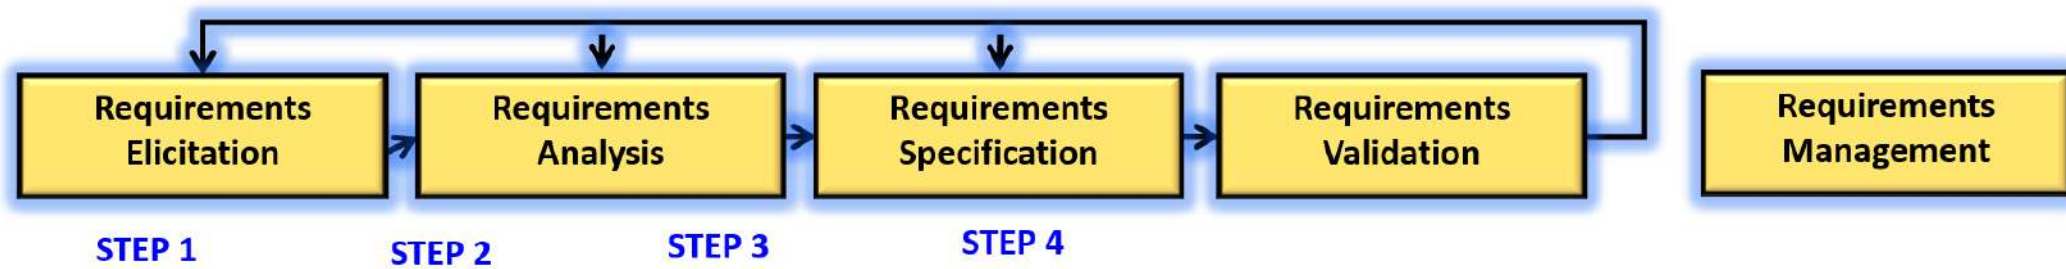 Requirements
Elicitation
Requirements
Analysis
Requirements
Specification
Requirements
Validation
Requirements
Management
STEP 1
STEP 2
STEP 3
STEP 4